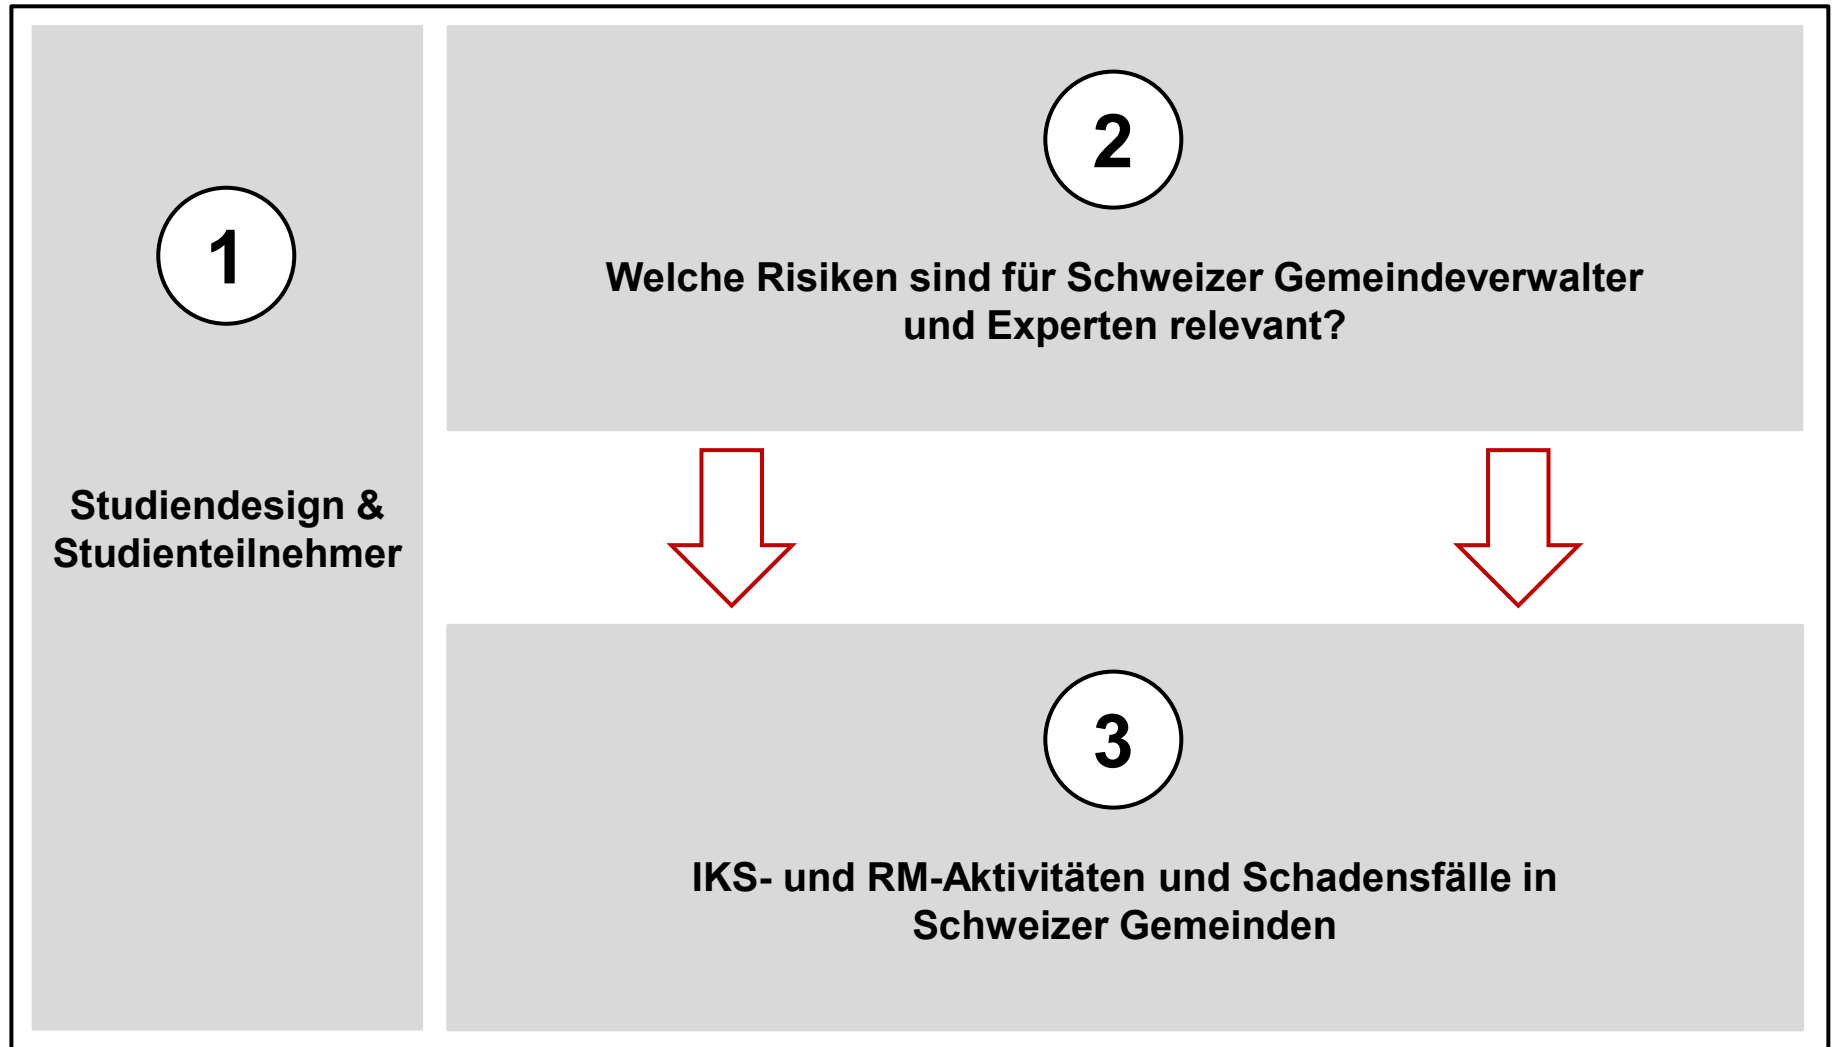 1
Studiendesign &
Studienteilnehmer
2
Welche Risiken sind für Schweizer Gemeindeverwalter
und Experten relevant?
3
IKS- und RM-Aktivitäten und Schadensfälle in
Schweizer Gemeinden